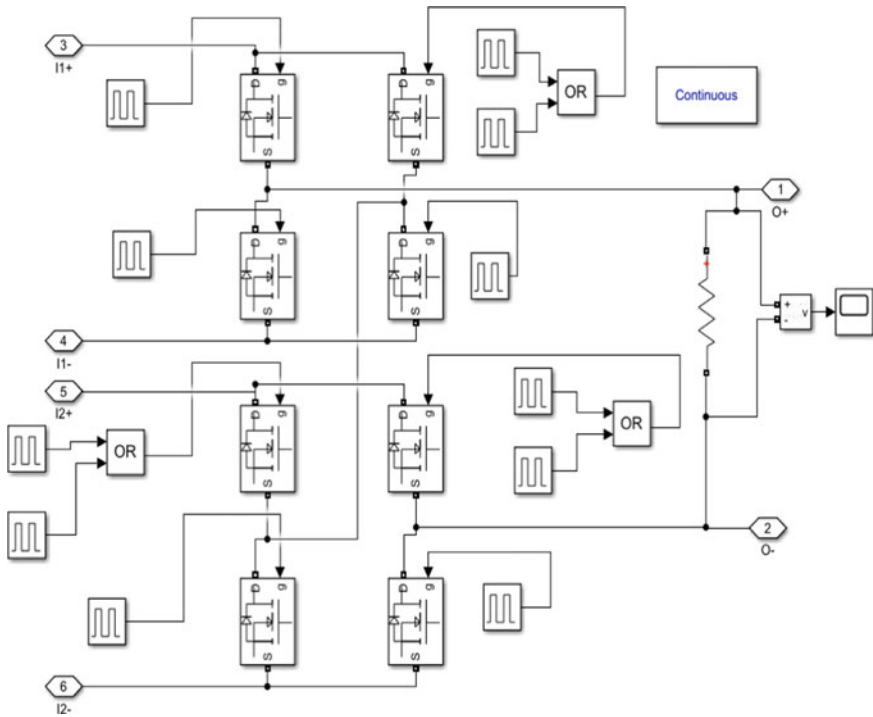 3
I1+
D
g
S
D
g
S
OR
Continuous
1
O+
D
g
S
D
g
S
+
-
v
4
I1-
5
I2+
D
g
S
D
g
S
OR
OR
2
O-
D
g
S
D
g
S
6
I2-